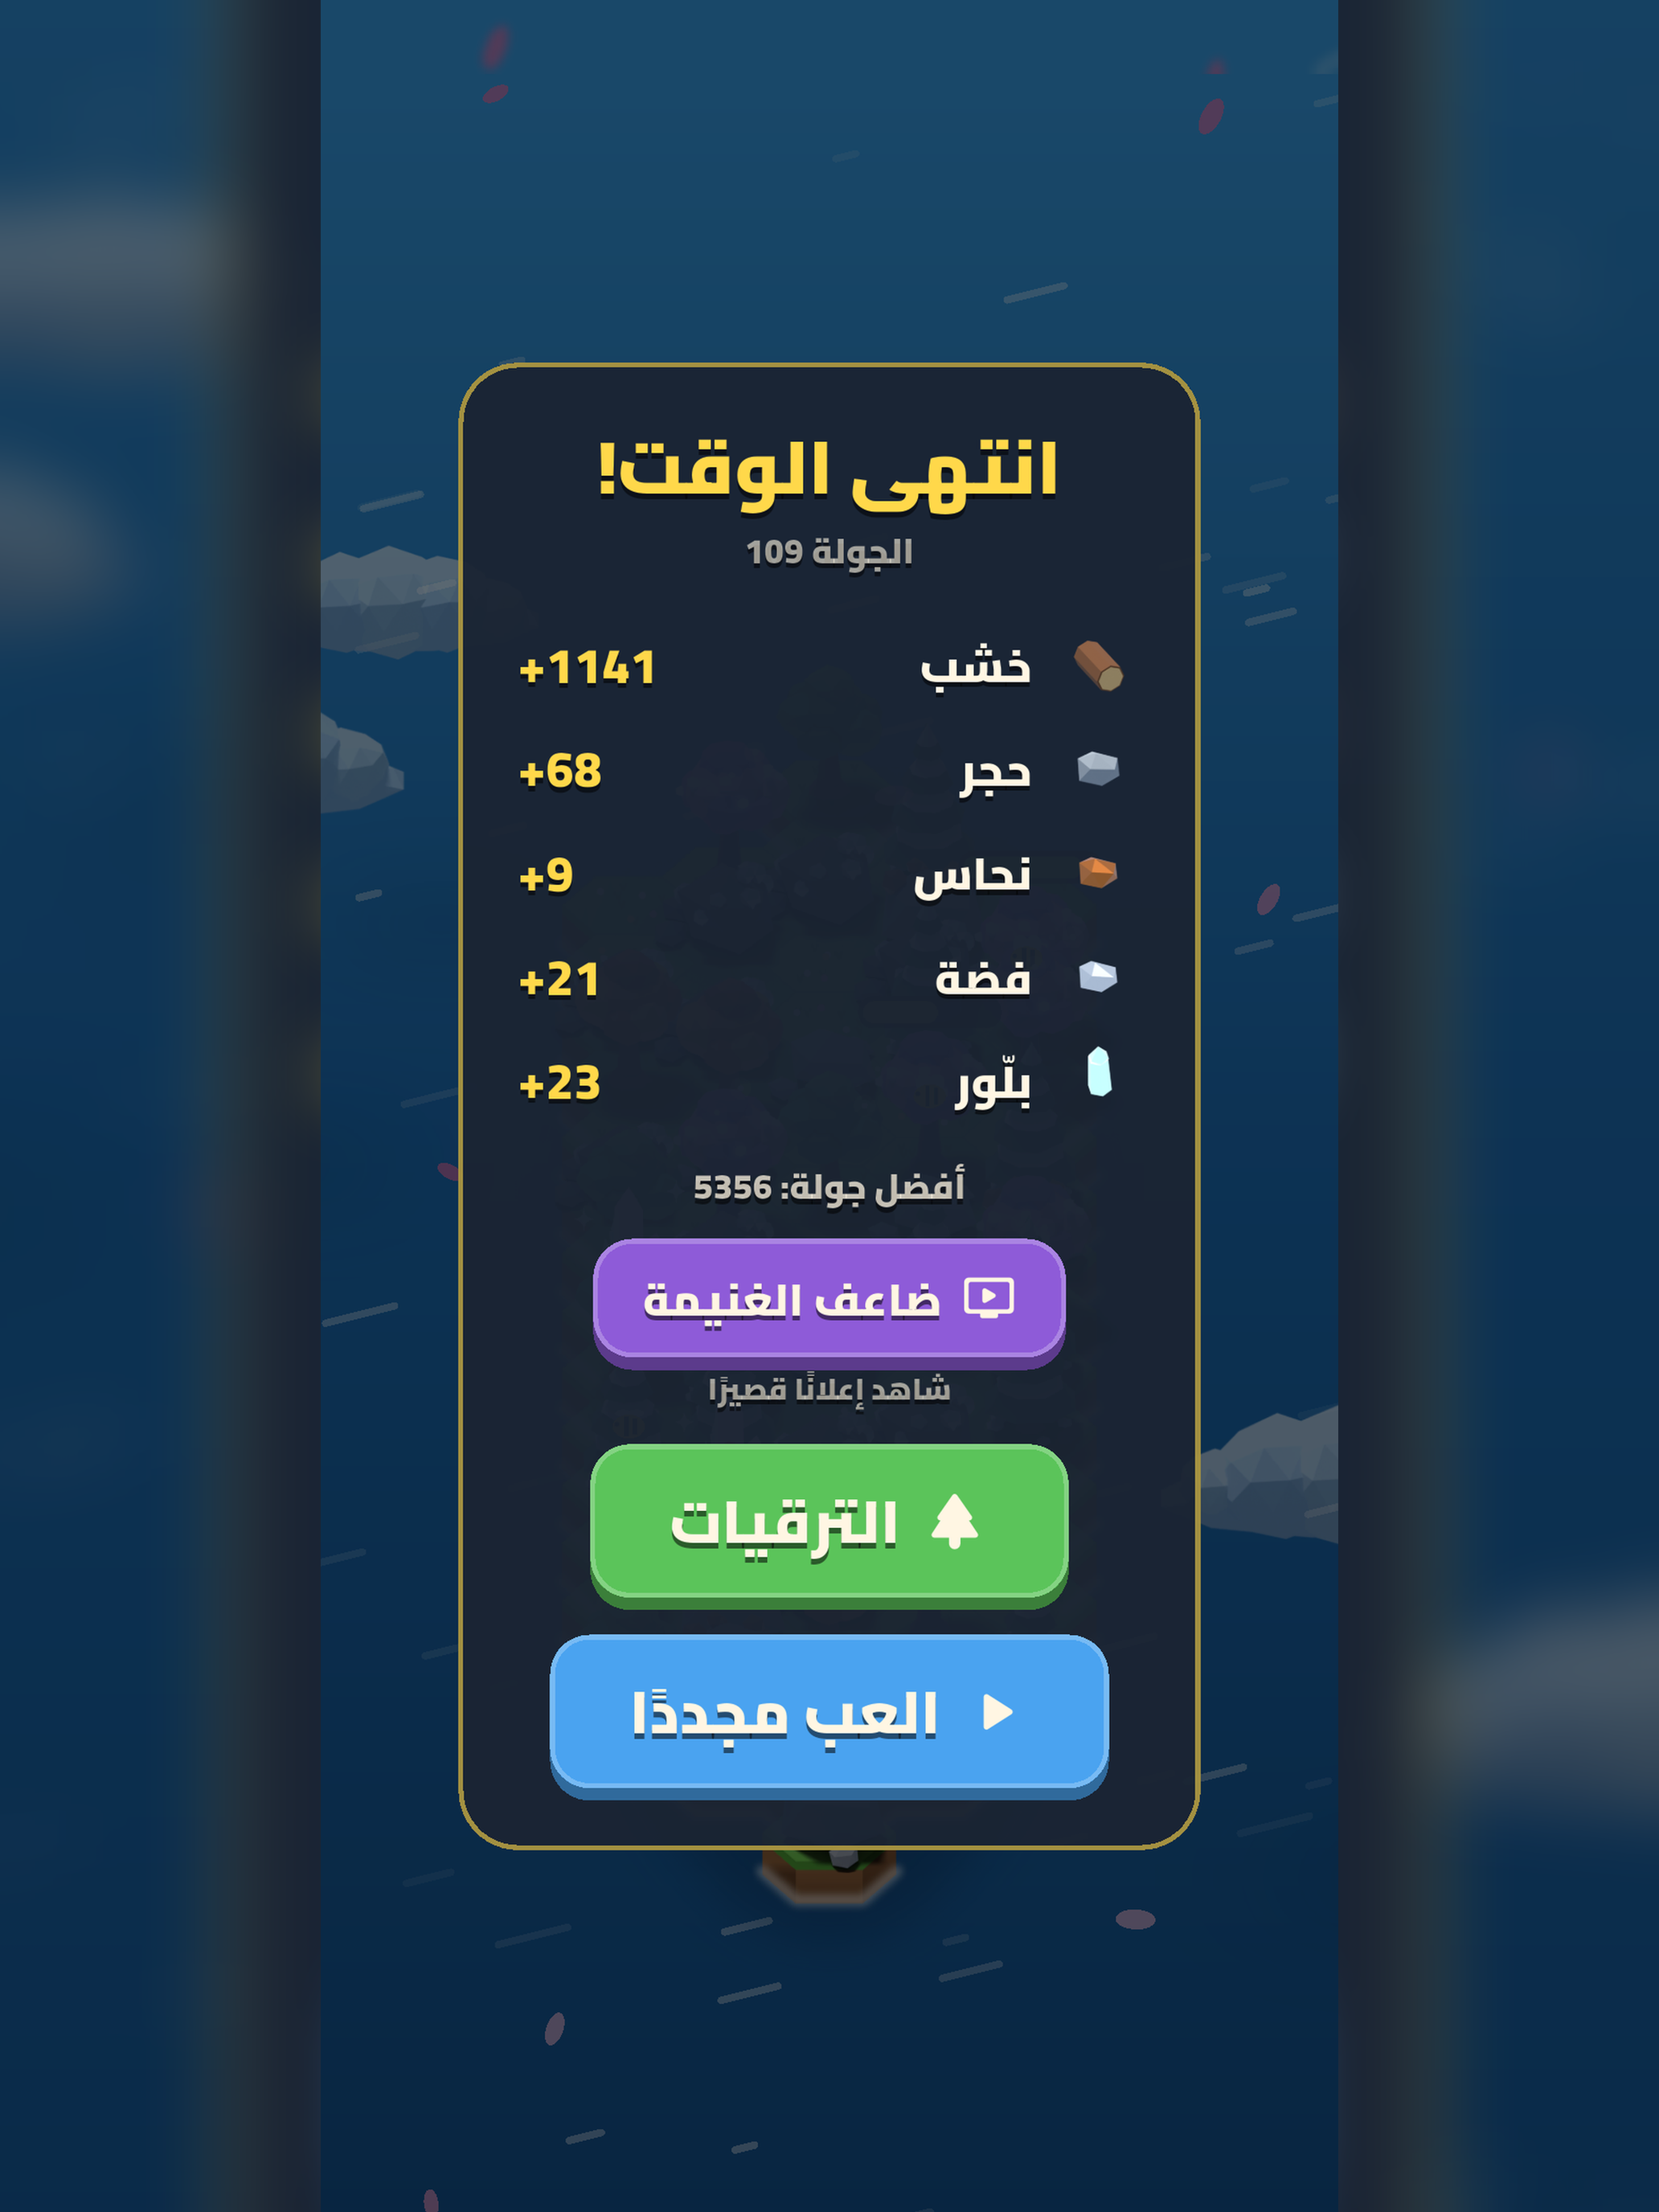 انتهى الوقت!
الجولة 109
خشب +1141
حجر +68
نحاس +9
فضة +21
بلّور +23
أفضل جولة: 5356
ضاعف الغنيمة
شاهد إعلانًا قصيرًا
الترقيات
العب مجددًا